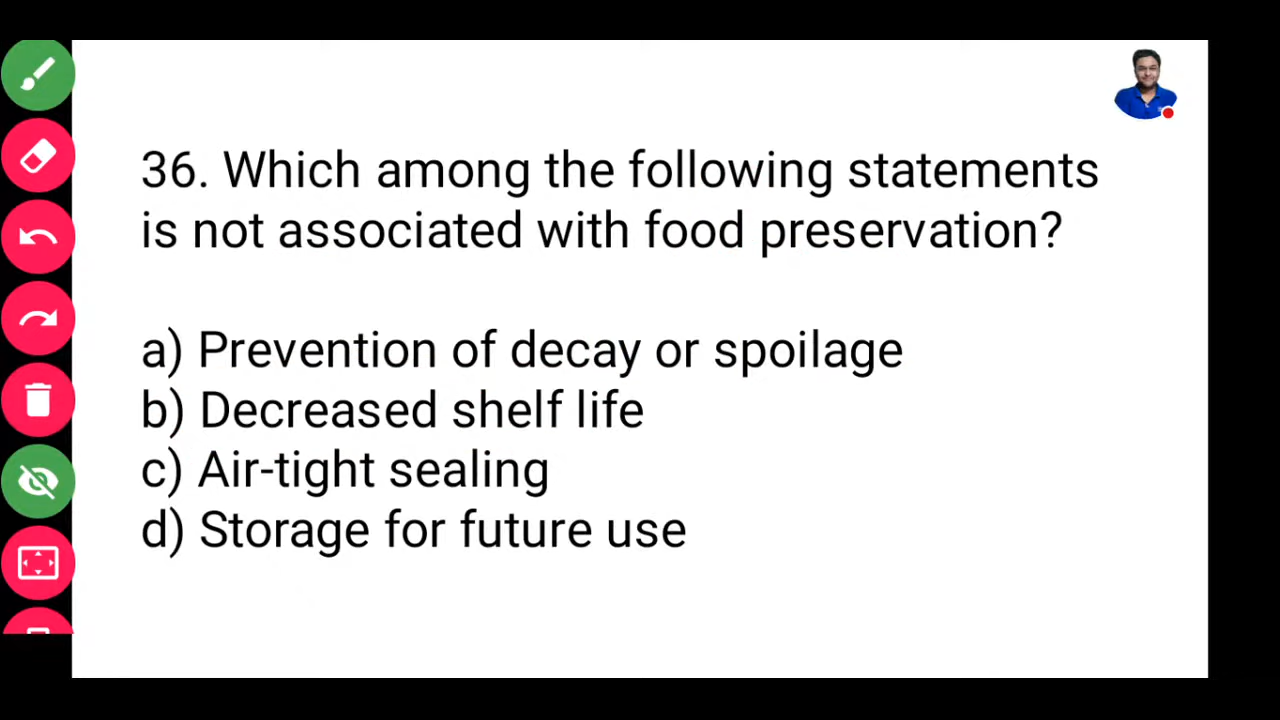 36. Which among the following statements
is not associated with food preservation?
a) Prevention of decay or spoilage
b) Decreased shelf life
c) Air-tight sealing
d) Storage for future use